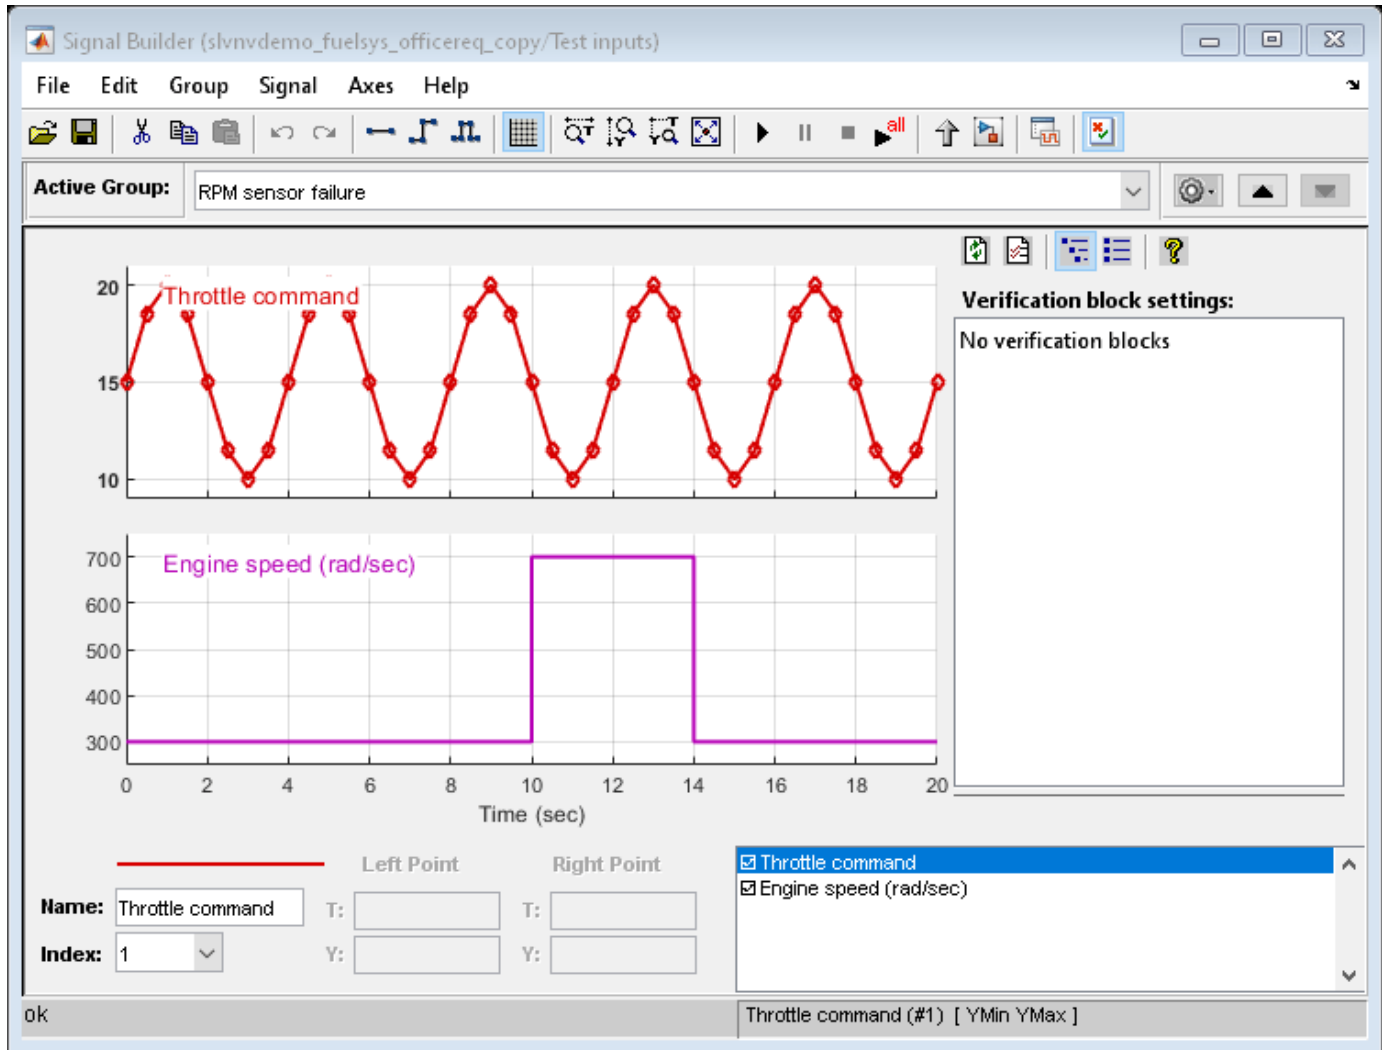 Signal Builder (slvnvdemo_fuelsys_officereq_copy/Test inputs)
File Edit Group Signal Axes Help
all
Active Group: RPM sensor failure
Verification block settings:
No verification blocks
20
15
10
Throttle command
700
600
500
400
300
Engine speed (rad/sec)
0 2 4 6 8 10 12 14 16 18 20
Time (sec)
Left Point Right Point
Name: Throttle command T: T:
Index: 1 Y: Y:
Throttle command
Engine speed (rad/sec)
ok
Throttle command (#1) [ YMin YMax ]